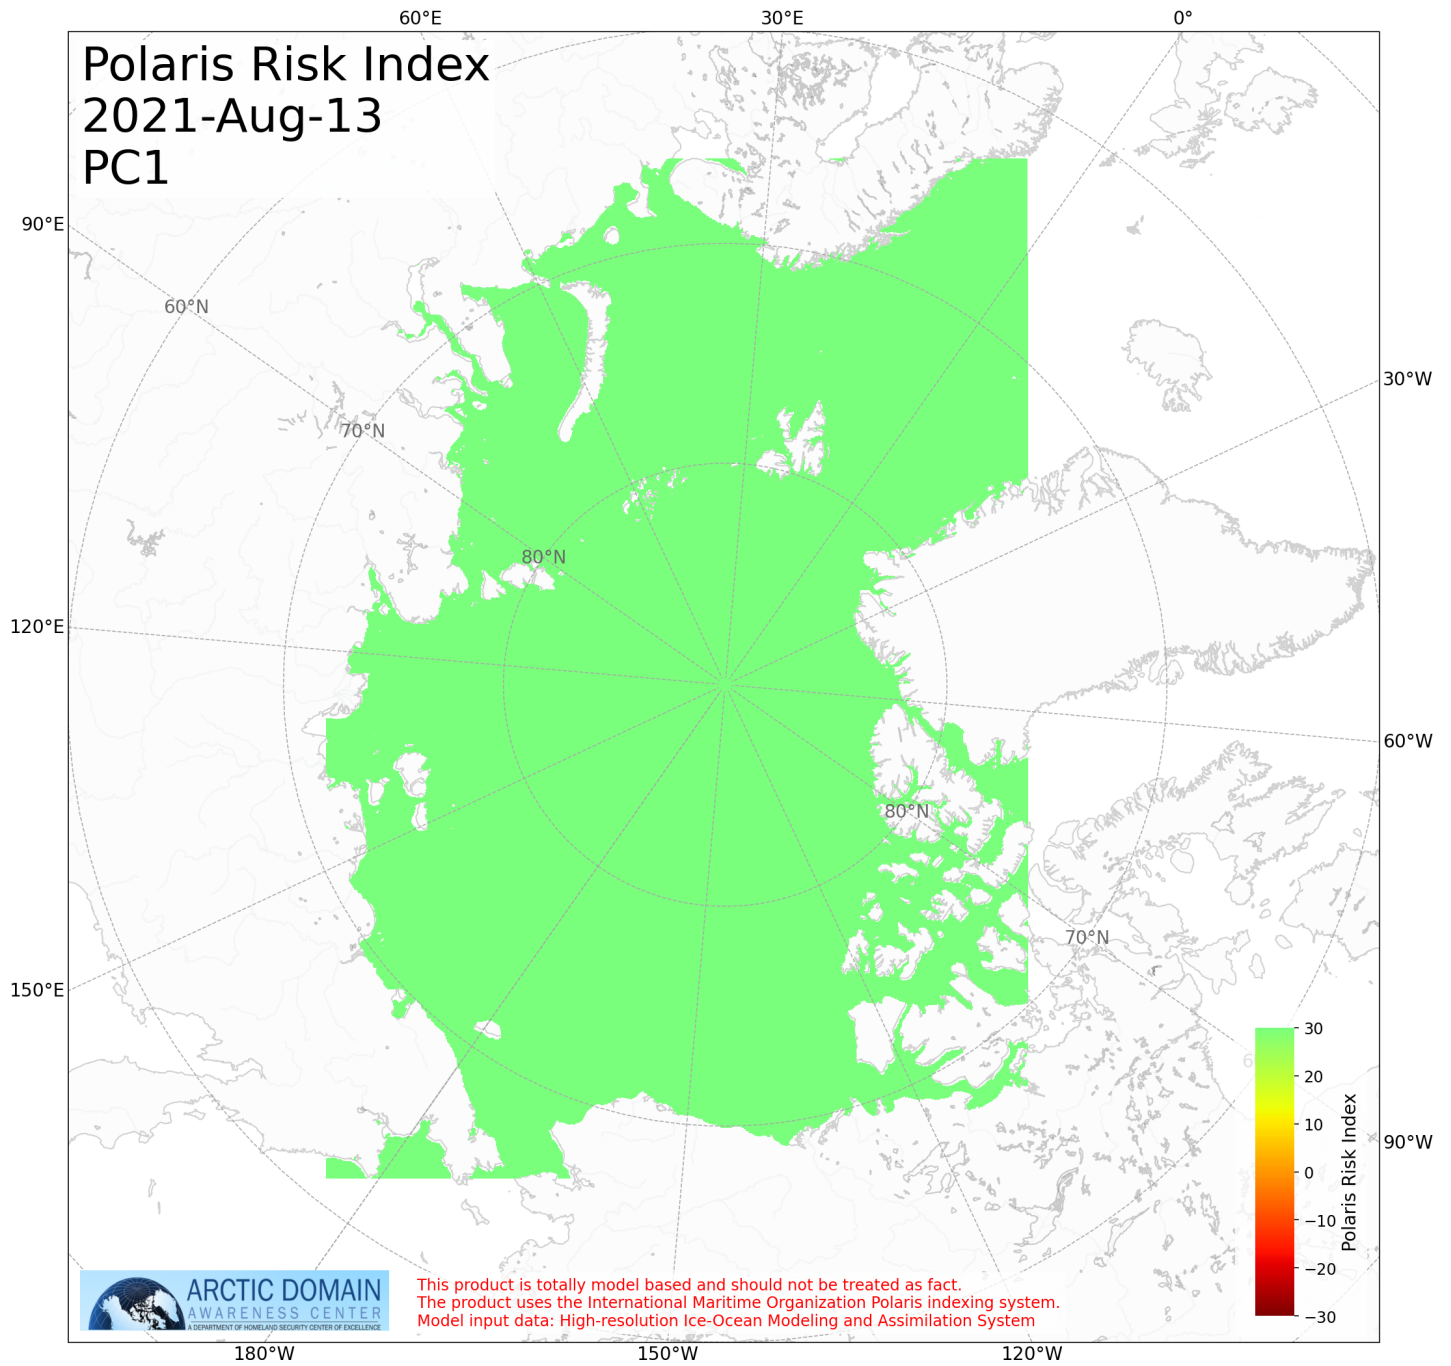 60°E 30°E 0°
Polaris Risk Index
2021-Aug-13
PC1
90°E
60°N
30°W
70°N
80°N
120°E
60°W
80°N
70°N
150°E
30
20
10
0
−10
−20
−30
Polaris Risk Index
90°W
ARCTIC DOMAIN
AWARENESS CENTER
A DEPARTMENT OF HOMELAND SECURITY CENTER OF EXCELLENCE
This product is totally model based and should not be treated as fact.
The product uses the International Maritime Organization Polaris indexing system.
Model input data: High-resolution Ice-Ocean Modeling and Assimilation System
180°W 150°W 120°W